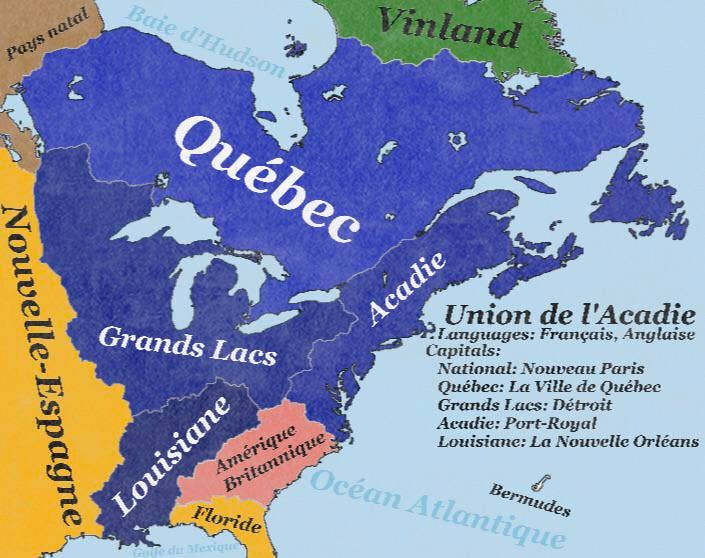 Pays natal
Baie d'Hudson
Vinland
Québec
Nouvelle-Espagne
Grands Lacs
Acadie
Louisiane
Amérique
Britannique
Floride
Golfe du Mexique
Océan Atlantique
Bermudes
Union de l'Acadie
Languages: Français, Anglaise
Capitals:
National: Nouveau Paris
Québec: La Ville de Québec
Grands Lacs: Détroit
Acadie: Port-Royal
Louisiane: La Nouvelle Orléans